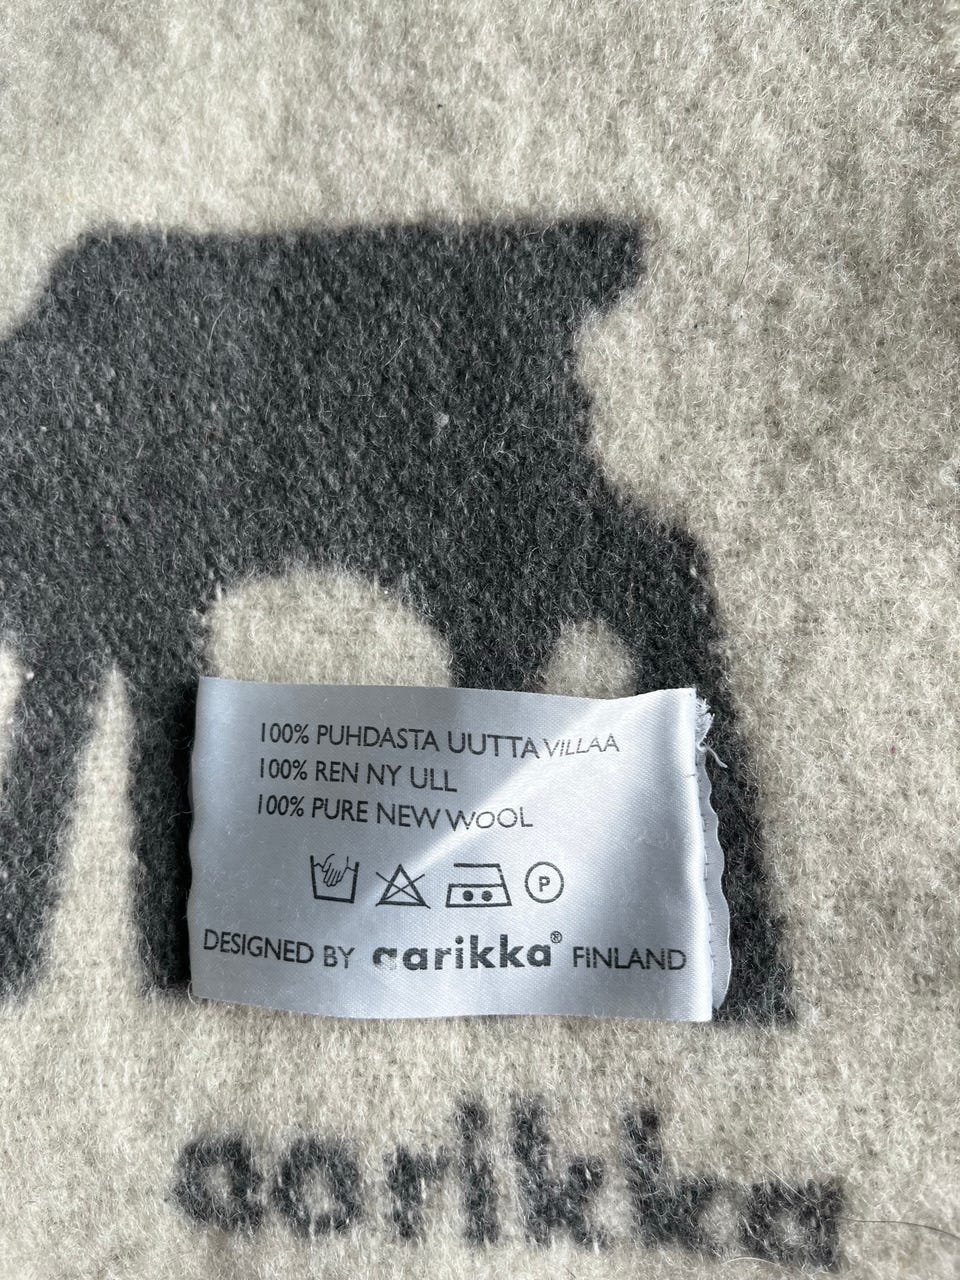 100% PUHDASTA UUTTA VILLAA
100% REN NY ULL
100% PURE NEW WOOL
P
DESIGNED BY aarikka® FINLAND
aarikka